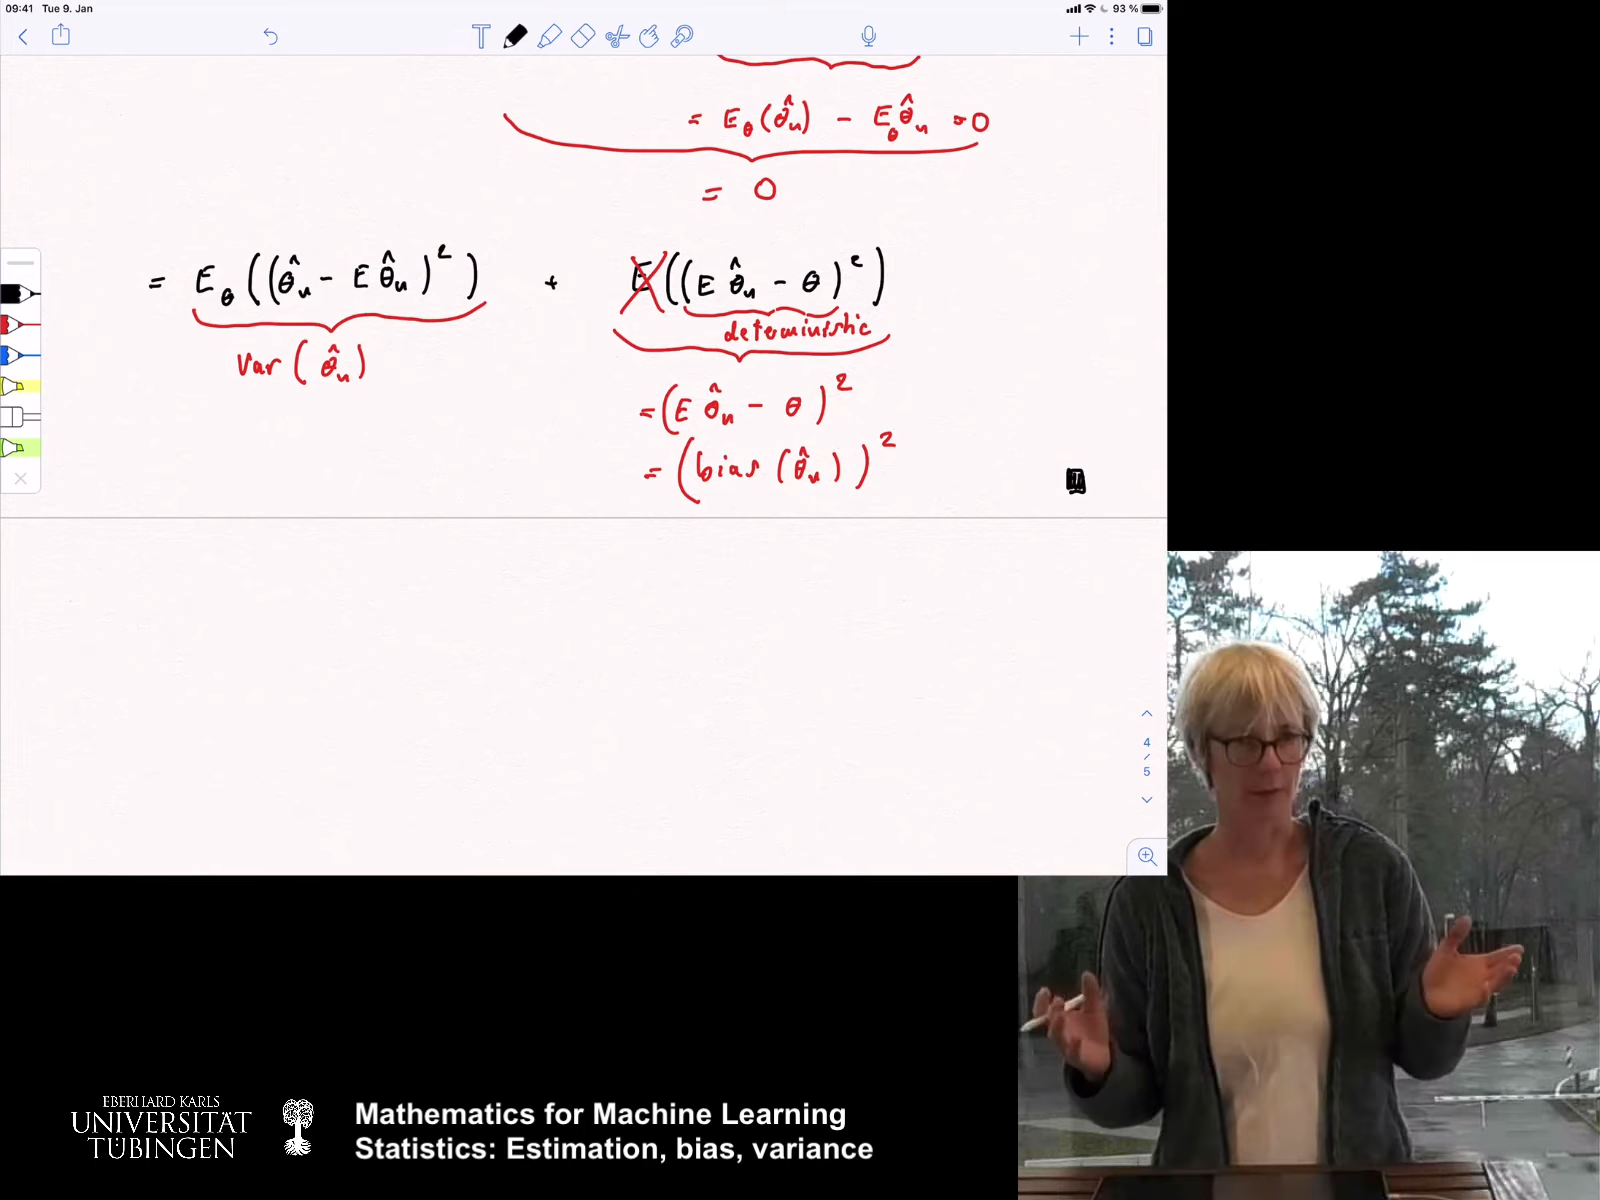 09:41 Tue 9. Jan
93 %
T
= E_θ(θ̂_n) - E_θ θ̂_n = 0
= 0
= E_θ((θ̂_n - E θ̂_n)²) + E((E θ̂_n - θ)²)
deterministic
Var(θ̂_n)
= (E θ̂_n - θ)²
= (bias(θ̂_n))²
4
/
5
EBERHARD KARLS
UNIVERSITÄT
TÜBINGEN
Mathematics for Machine Learning
Statistics: Estimation, bias, variance